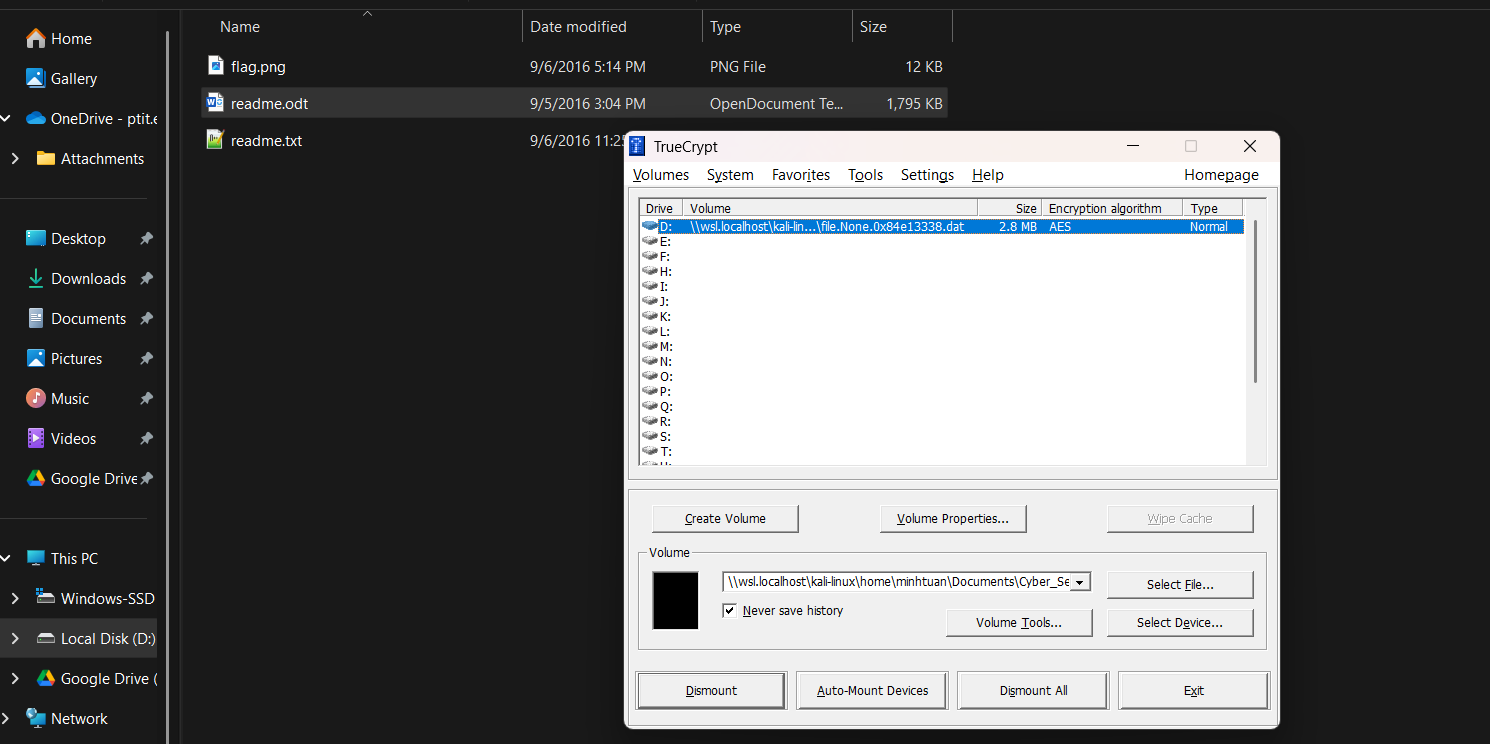 Name Date modified Type Size
Home
Gallery
OneDrive - ptit.e
Attachments
Desktop
Downloads
Documents
Pictures
Music
Videos
Google Drive
This PC
Windows-SSD
Local Disk (D:)
Google Drive (
Network
flag.png 9/6/2016 5:14 PM PNG File 12 KB
readme.odt 9/5/2016 3:04 PM OpenDocument Te... 1,795 KB
readme.txt 9/6/2016 11:25
TrueCrypt
Volumes System Favorites Tools Settings Help Homepage
Drive Volume Size Encryption algorithm Type
D: \\wsl.localhost\kali-lin...\file.None.0x84e13338.dat 2.8 MB AES Normal
E:
F:
H:
I:
J:
K:
L:
M:
N:
O:
P:
Q:
R:
S:
T:
Create Volume Volume Properties... Wipe Cache
Volume
\\wsl.localhost\kali-linux\home\minhtuan\Documents\Cyber_Se Select File...
Never save history
Volume Tools... Select Device...
Dismount Auto-Mount Devices Dismount All Exit